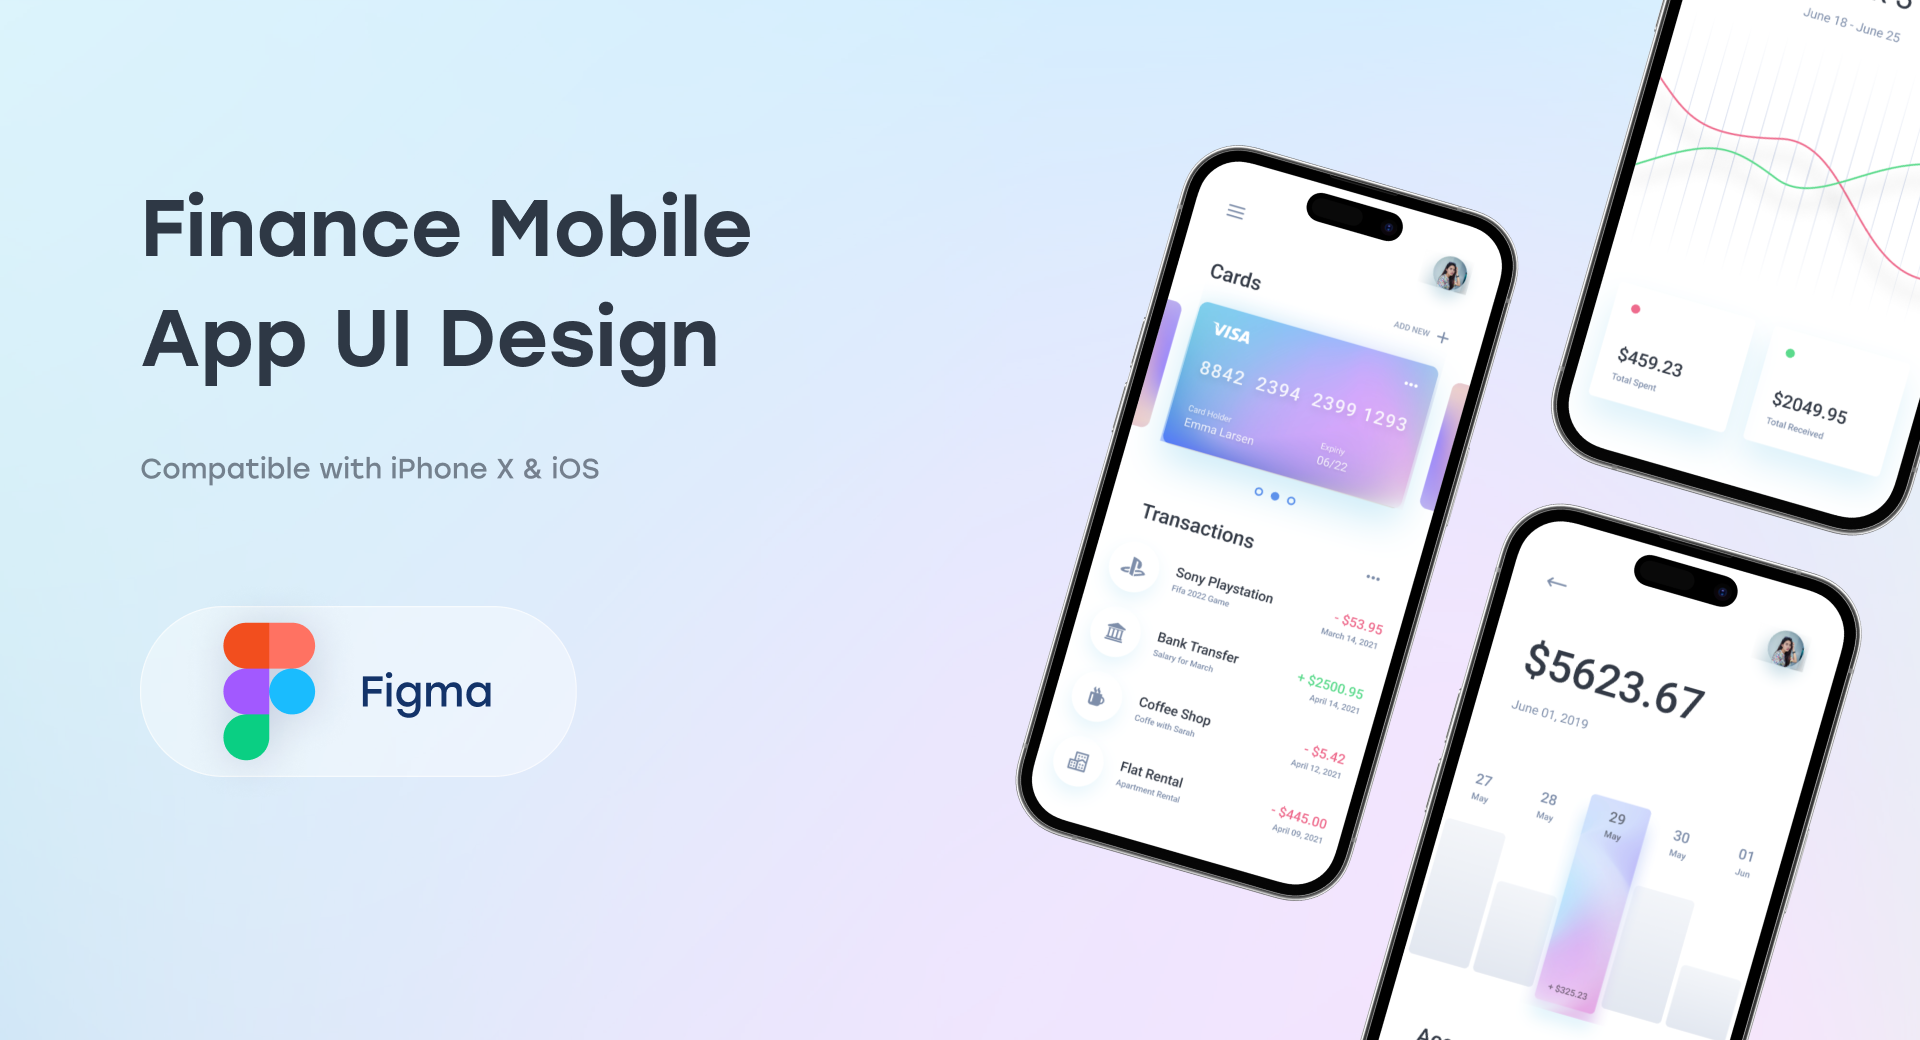 Finance Mobile
App UI Design
Compatible with iPhone X & iOS
Figma
Cards
ADD NEW
VISA
8842 2394 2399 1293
Card Holder
Emma Larsen
Expiriy
06/22
Transactions
Sony Playstation
Fifa 2022 Game
- $53.95
March 14, 2021
Bank Transfer
Salary for March
+ $2500.95
April 14, 2021
Coffee Shop
Coffe with Sarah
- $5.42
April 12, 2021
Flat Rental
Apartment Rental
- $445.00
April 09, 2021
June 18 - June 25
$459.23
Total Spent
$2049.95
Total Received
$5623.67
June 01, 2019
27
May
28
May
29
May
30
May
01
Jun
+ $325.23